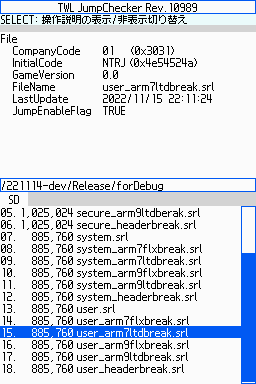 TWL JumpChecker Rev.10989
SELECT: 操作説明の表示/非表示切り替え
File
CompanyCode 01 (0x3031)
InitialCode NTRJ (0x4e54524a)
GameVersion 0.0
FileName user_arm7ltdbreak.srl
LastUpdate 2022/11/15 22:11:24
JumpEnableFlag TRUE
/221114-dev/Release/forDebug
SD
05. 1,025,024 secure_arm9ltdberak.srl
06. 1,025,024 secure_headerbreak.srl
07. 885,760 system.srl
08. 885,760 system_arm7flxbreak.srl
09. 885,760 system_arm7ltdbreak.srl
10. 885,760 system_arm9flxbreak.srl
11. 885,760 system_arm9ltdbreak.srl
12. 885,760 system_headerbreak.srl
13. 885,760 user.srl
14. 885,760 user_arm7flxbreak.srl
15. 885,760 user_arm7ltdbreak.srl
16. 885,760 user_arm9flxbreak.srl
17. 885,760 user_arm9ltdbreak.srl
18. 885,760 user_headerbreak.srl